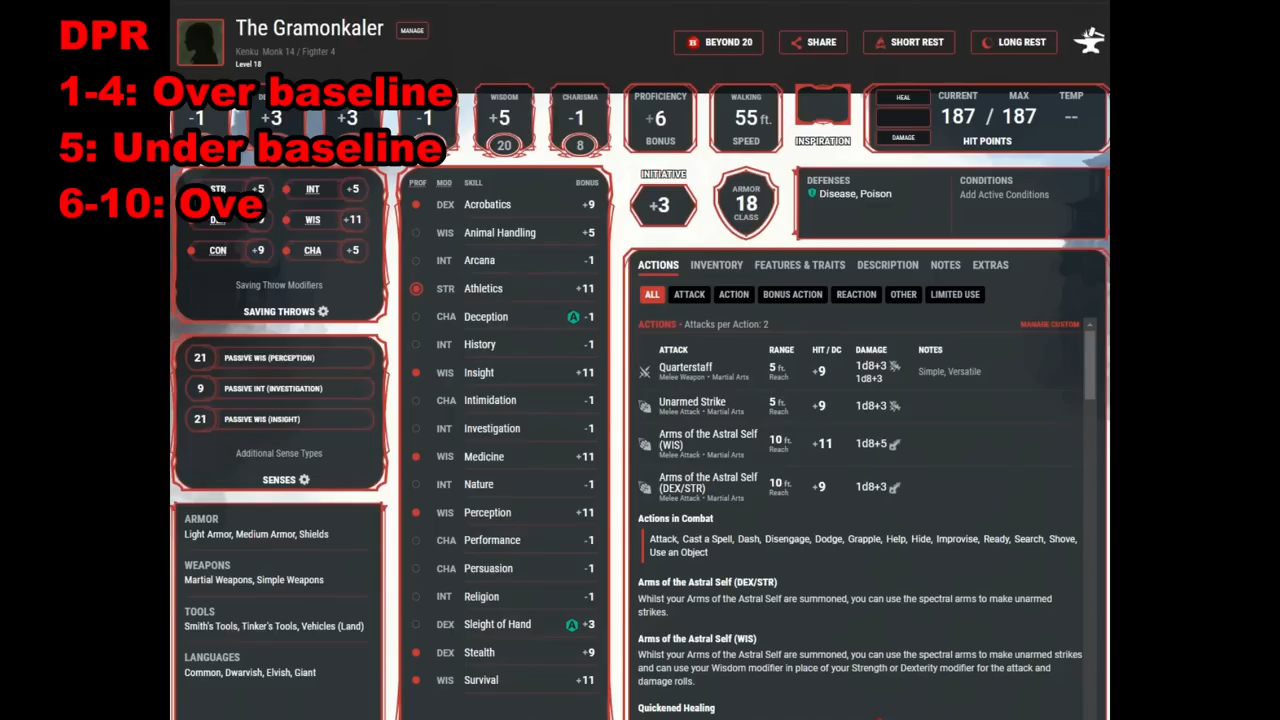 DPR
1-4: Over baseline
5: Under baseline
6-10: Ove
The Gramonkaler
MANAGE
Kenku Monk 14 / Fighter 4
Level 18
BEYOND 20
SHARE
SHORT REST
LONG REST
-1
+3
+3
-1
WISDOM
+5
20
CHARISMA
-1
8
PROFICIENCY
+6
BONUS
WALKING
55 ft.
SPEED
INSPIRATION
HEAL
DAMAGE
CURRENT
187 / 187
MAX
TEMP
--
HIT POINTS
STR +5
INT +5
WIS +11
CON +9
CHA +5
Saving Throw Modifiers
SAVING THROWS
21 PASSIVE WIS (PERCEPTION)
9 PASSIVE INT (INVESTIGATION)
21 PASSIVE WIS (INSIGHT)
Additional Sense Types
SENSES
ARMOR
Light Armor, Medium Armor, Shields
WEAPONS
Martial Weapons, Simple Weapons
TOOLS
Smith's Tools, Tinker's Tools, Vehicles (Land)
LANGUAGES
Common, Dwarvish, Elvish, Giant
PROF MOD SKILL BONUS
DEX Acrobatics +9
WIS Animal Handling +5
INT Arcana -1
STR Athletics +11
CHA Deception A -1
INT History -1
WIS Insight +11
CHA Intimidation -1
INT Investigation -1
WIS Medicine +11
INT Nature -1
WIS Perception +11
CHA Performance -1
CHA Persuasion -1
INT Religion -1
DEX Sleight of Hand A +3
DEX Stealth +9
WIS Survival +11
INITIATIVE
+3
ARMOR
18
CLASS
DEFENSES
Disease, Poison
CONDITIONS
Add Active Conditions
ACTIONS INVENTORY FEATURES & TRAITS DESCRIPTION NOTES EXTRAS
ALL ATTACK ACTION BONUS ACTION REACTION OTHER LIMITED USE
ACTIONS • Attacks per Action: 2
MANAGE CUSTOM
ATTACK RANGE HIT / DC DAMAGE NOTES
Quarterstaff
Melee Weapon • Martial Arts
5 ft.
Reach
+9
1d8+3
1d8+3
Simple, Versatile
Unarmed Strike
Melee Attack • Martial Arts
5 ft.
Reach
+9
1d8+3
Arms of the Astral Self
(WIS)
Melee Attack • Martial Arts
10 ft.
Reach
+11
1d8+5
Arms of the Astral Self
(DEX/STR)
Melee Attack • Martial Arts
10 ft.
Reach
+9
1d8+3
Actions in Combat
Attack, Cast a Spell, Dash, Disengage, Dodge, Grapple, Help, Hide, Improvise, Ready, Search, Shove,
Use an Object
Arms of the Astral Self (DEX/STR)
Whilst your Arms of the Astral Self are summoned, you can use the spectral arms to make unarmed
strikes.
Arms of the Astral Self (WIS)
Whilst your Arms of the Astral Self are summoned, you can use the spectral arms to make unarmed strikes
and can use your Wisdom modifier in place of your Strength or Dexterity modifier for the attack and
damage rolls.
Quickened Healing